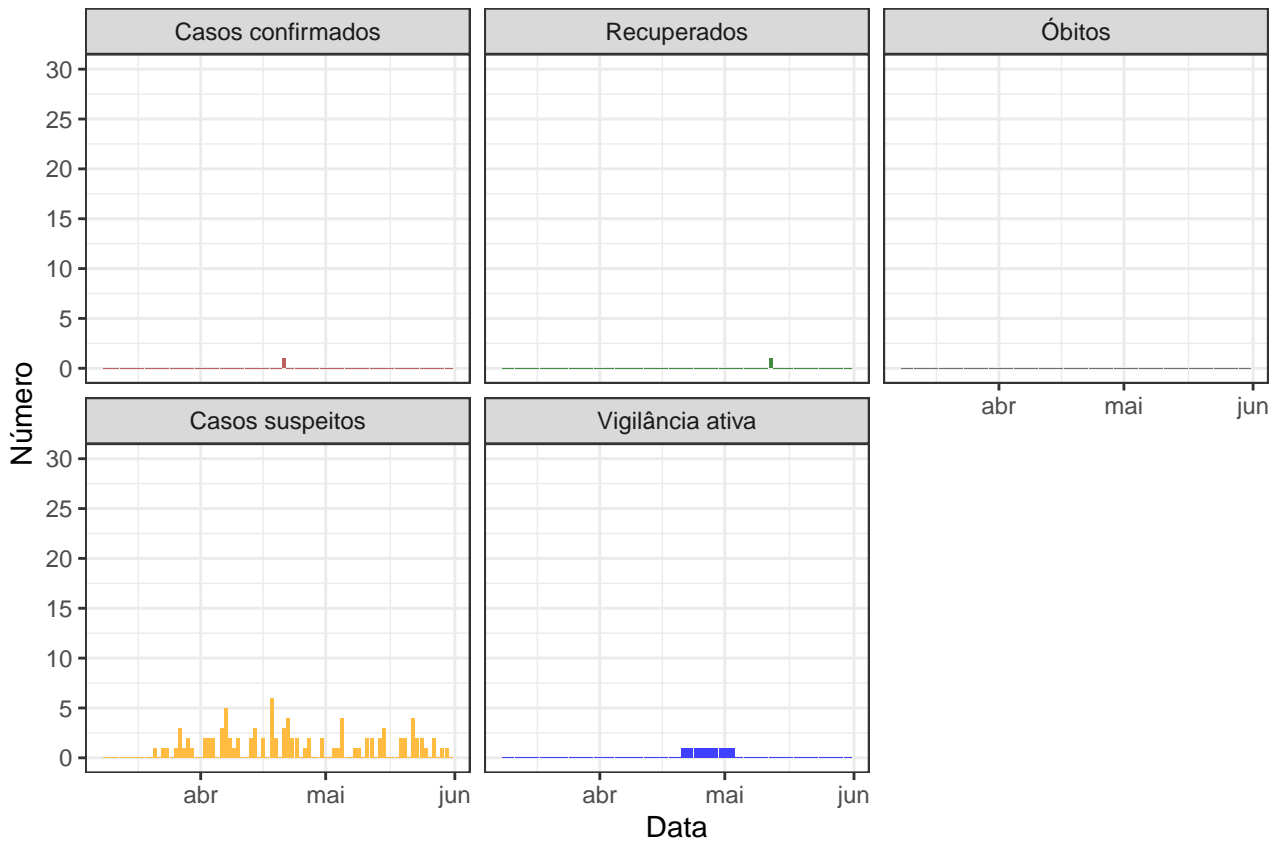 Casos confirmados
Recuperados
Óbitos
30
25
20
15
10
5
0
abr mai jun
Número
Casos suspeitos
Vigilância ativa
30
25
20
15
10
5
0
abr mai jun
abr mai jun
Data